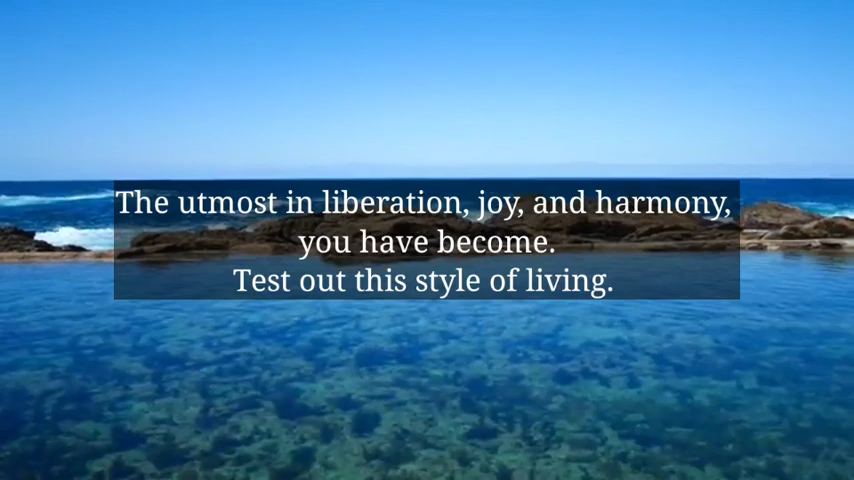 The utmost in liberation, joy, and harmony,
you have become.
Test out this style of living.